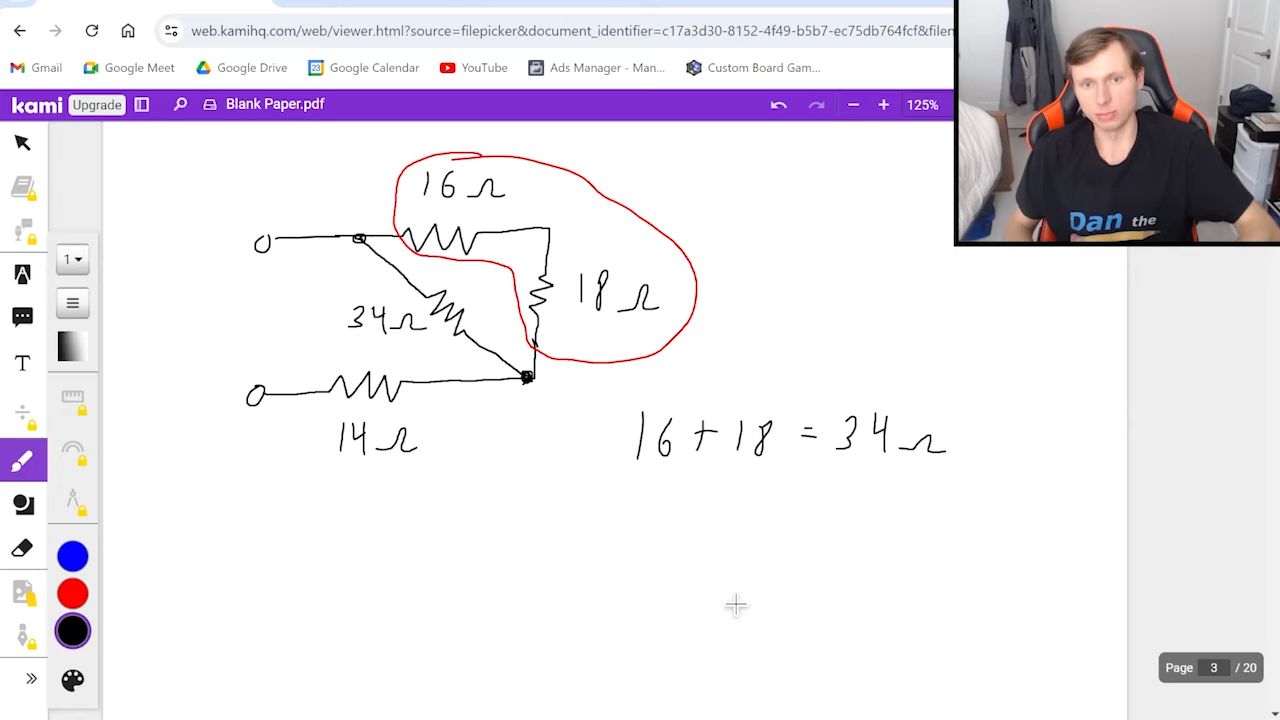 web.kamihq.com/web/viewer.html?source=filepicker&document_identifier=c17a3d30-8152-4f49-b5b7-ec75db764fcf&filen
Gmail Google Meet Google Drive 23 Google Calendar YouTube Ads Manager - Man... Custom Board Gam...
kami Upgrade Blank Paper.pdf 125%
Dan the
16 Ω
1
18 Ω
34 Ω
A
T
14 Ω
16 + 18 = 34 Ω
Page 3 / 20